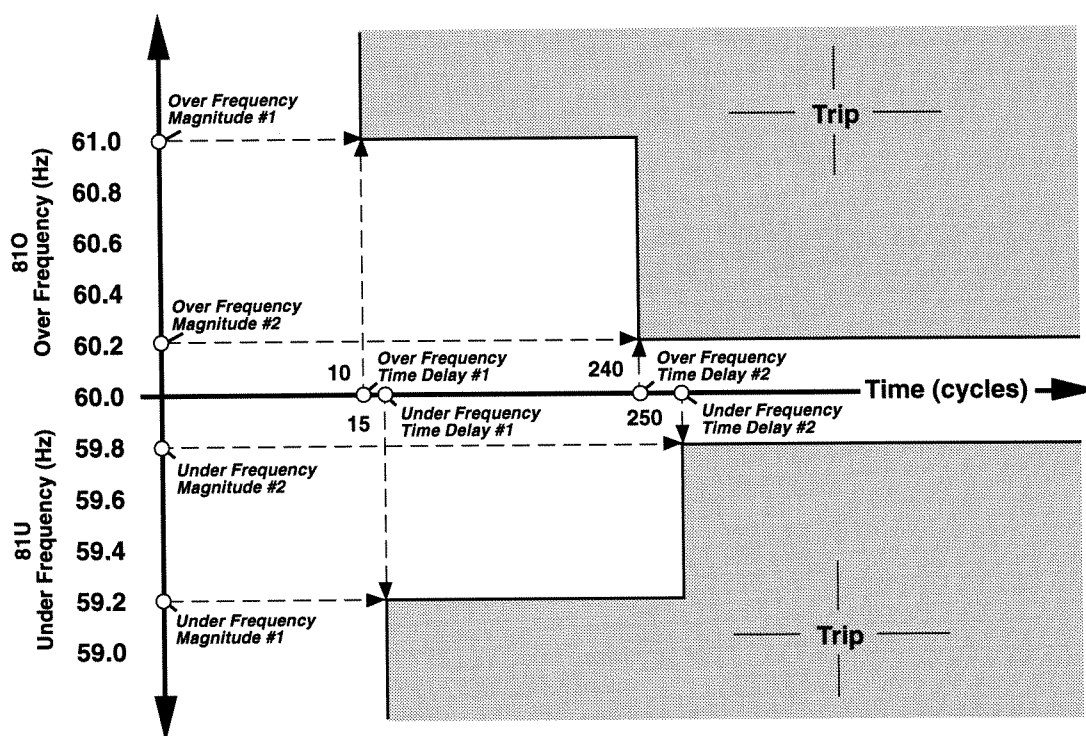 Over Frequency
Magnitude #1
Trip
61.0
60.8
60.6
60.4
60.2
60.0
59.8
59.6
59.4
59.2
59.0
81O
Over Frequency (Hz)
81U
Under Frequency (Hz)
Over Frequency
Magnitude #2
10
Over Frequency
Time Delay #1
240
Over Frequency
Time Delay #2
Time (cycles)
15
Under Frequency
Time Delay #1
250
Under Frequency
Time Delay #2
Under Frequency
Magnitude #2
Under Frequency
Magnitude #1
Trip